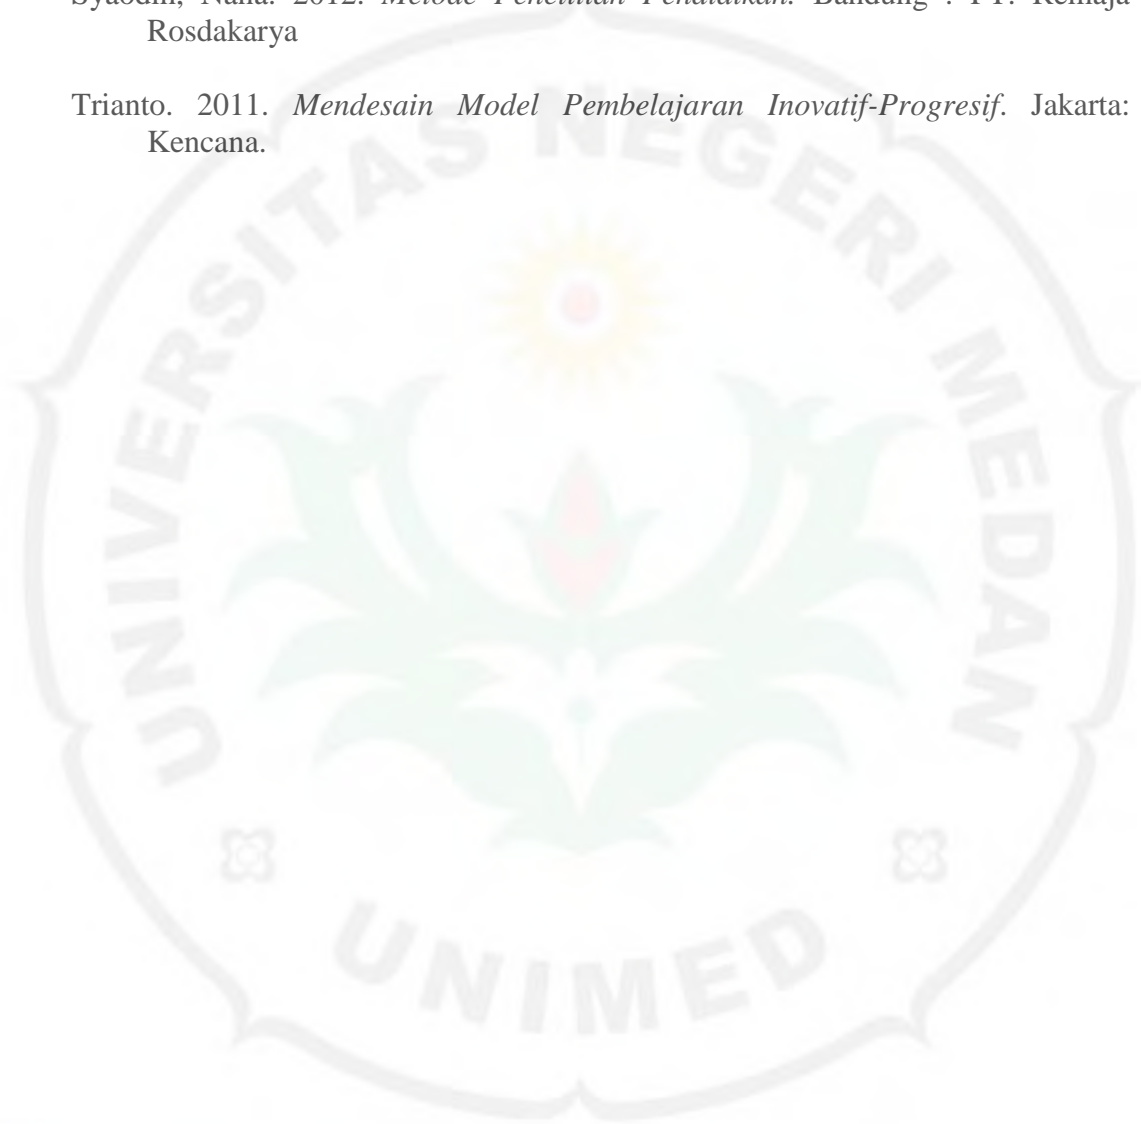 Syaodih, Nana. 2012. Metode Penelitian Pendidikan. Bandung : PT. Remaja
Rosdakarya
Trianto. 2011. Mendesain Model Pembelajaran Inovatif-Progresif. Jakarta:
Kencana.
UNIVERSITAS NEGERI MEDAN
UNIMED